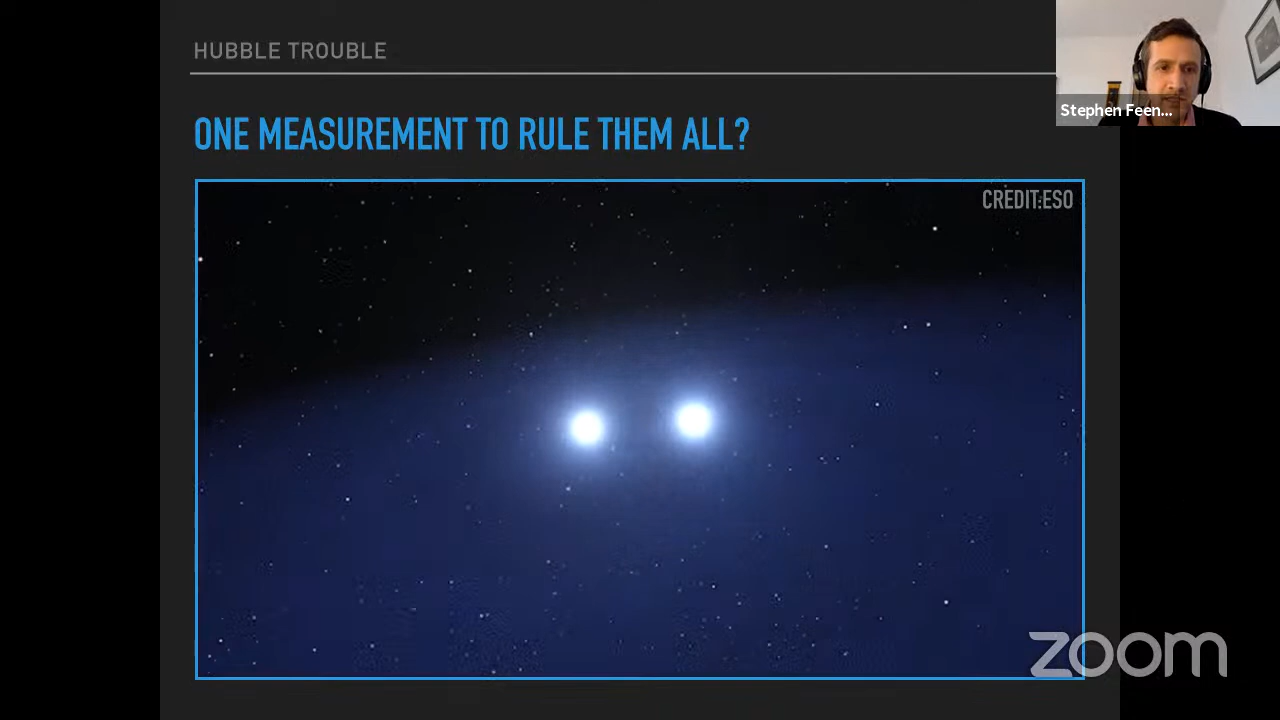 HUBBLE TROUBLE
Stephen Feen...
ONE MEASUREMENT TO RULE THEM ALL?
CREDIT:ESO
zoom